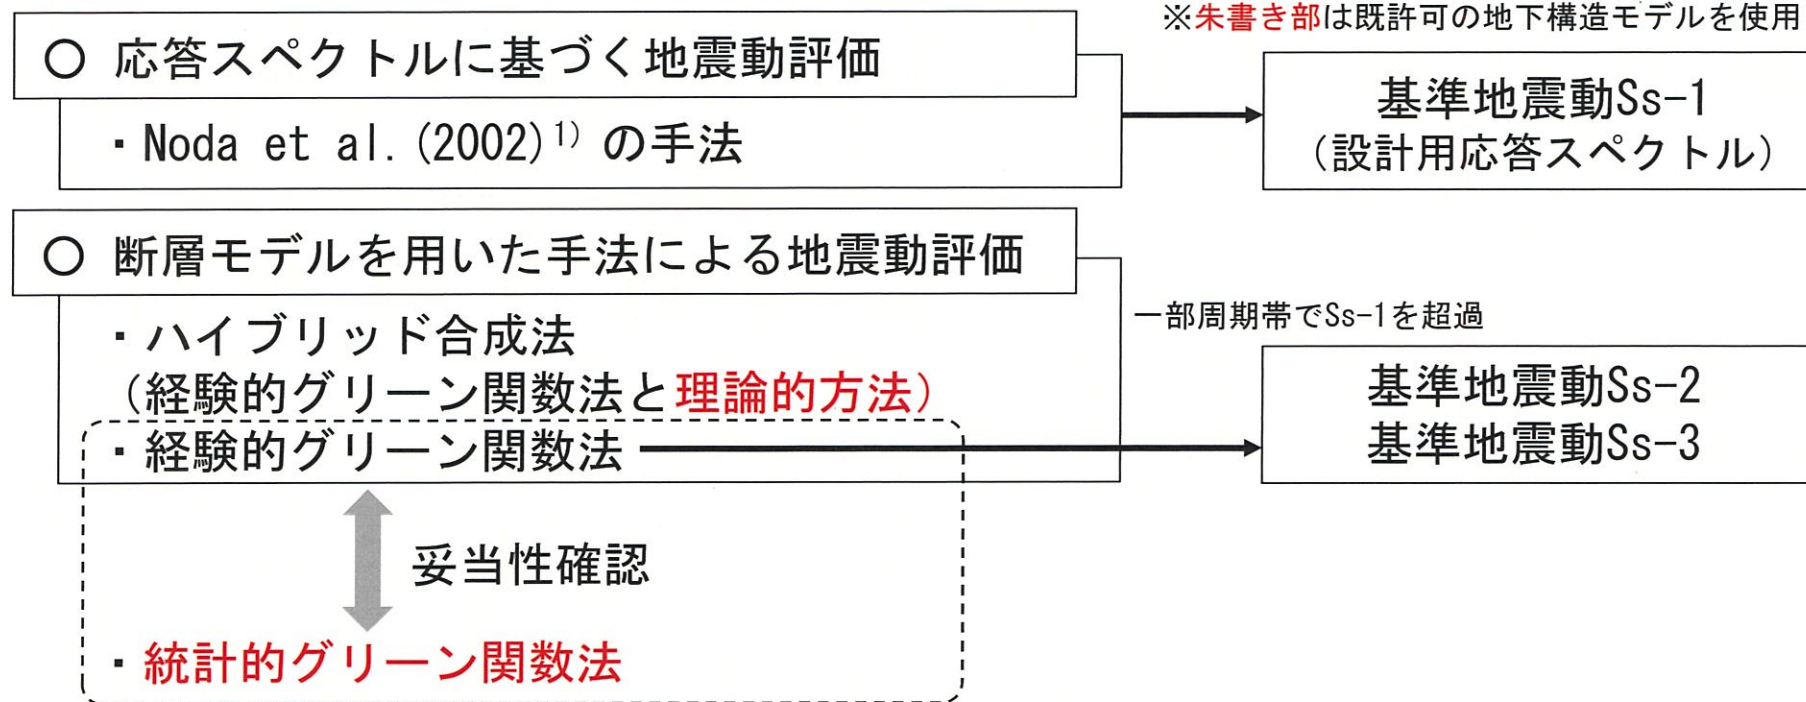 ※朱書き部は既許可の地下構造モデルを使用
○ 応答スペクトルに基づく地震動評価
・Noda et al.(2002)1) の手法
基準地震動Ss-1
(設計用応答スペクトル)
○ 断層モデルを用いた手法による地震動評価
・ハイブリッド合成法
(経験的グリーン関数法と理論的方法)
・経験的グリーン関数法
一部周期帯でSs-1を超過
基準地震動Ss-2
基準地震動Ss-3
妥当性確認
・統計的グリーン関数法